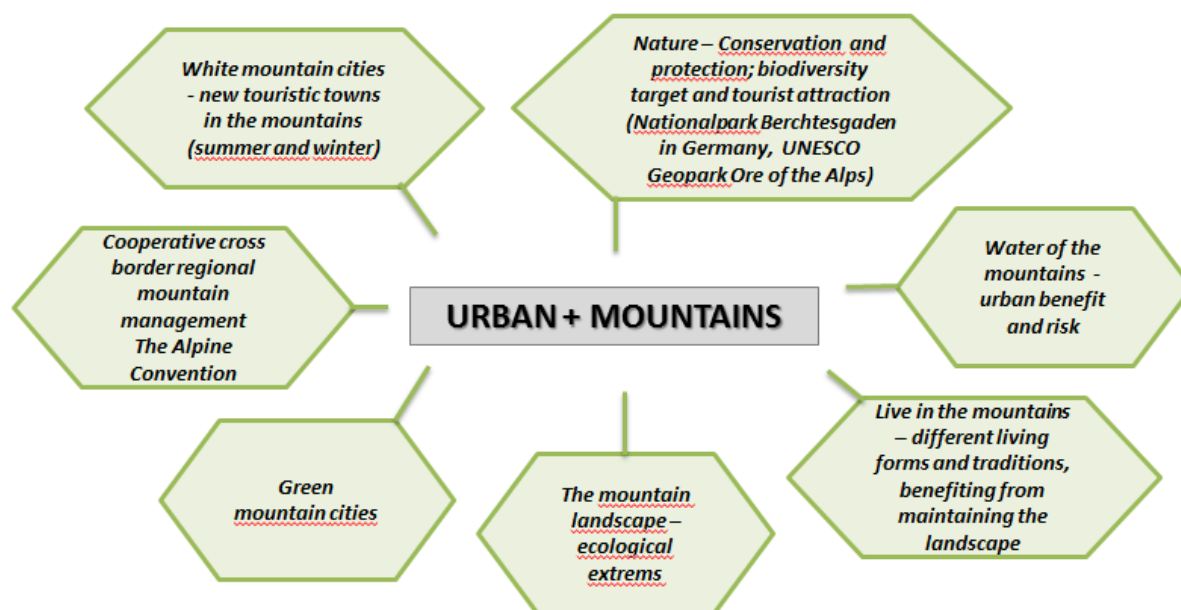 White mountain cities
- new touristic towns
in the mountains
(summer and winter)
Nature – Conservation and
protection; biodiversity
target and tourist attraction
(Nationalpark Berchtesgaden
in Germany, UNESCO
Geopark Ore of the Alps)
Cooperative cross
border regional
mountain
management
The Alpine
Convention
URBAN + MOUNTAINS
Water of the
mountains -
urban benefit
and risk
Green
mountain cities
The mountain
landscape –
ecological
extrems
Live in the mountains
– different living
forms and traditions,
benefiting from
maintaining the
landscape